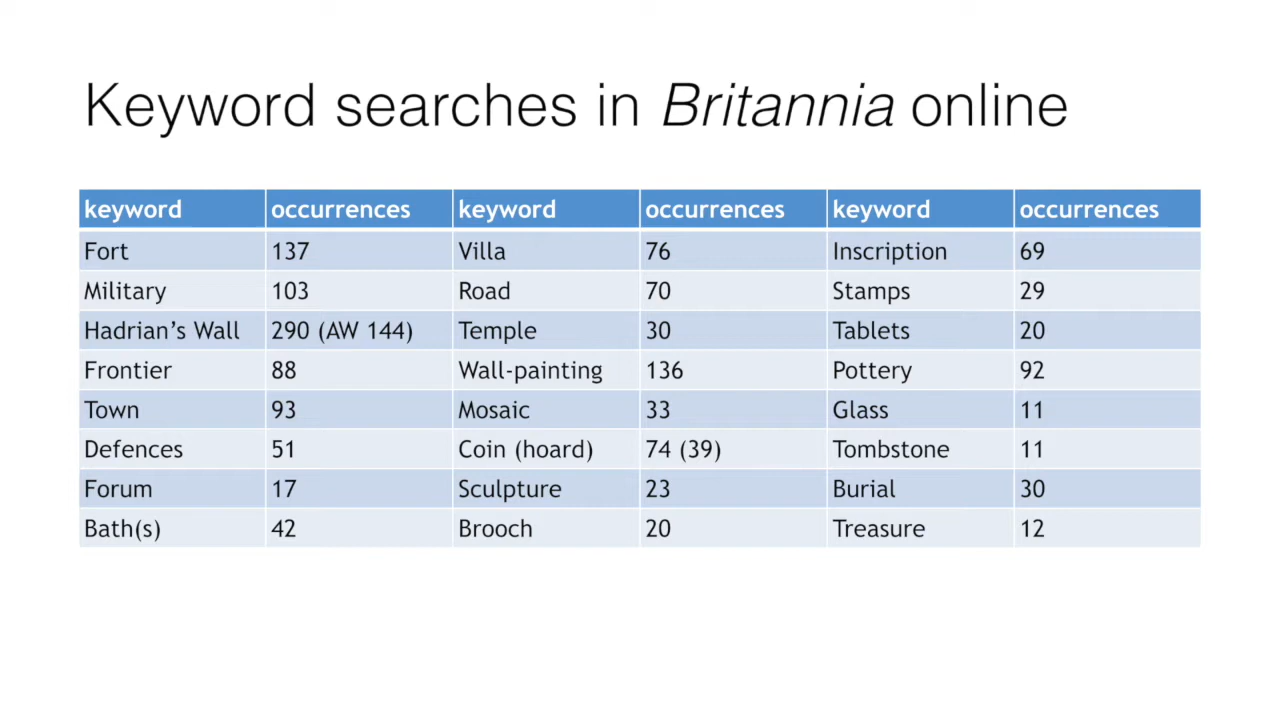 Keyword searches in Britannia online
keyword occurrences keyword occurrences keyword occurrences
Fort 137 Villa 76 Inscription 69
Military 103 Road 70 Stamps 29
Hadrian’s Wall 290 (AW 144) Temple 30 Tablets 20
Frontier 88 Wall-painting 136 Pottery 92
Town 93 Mosaic 33 Glass 11
Defences 51 Coin (hoard) 74 (39) Tombstone 11
Forum 17 Sculpture 23 Burial 30
Bath(s) 42 Brooch 20 Treasure 12